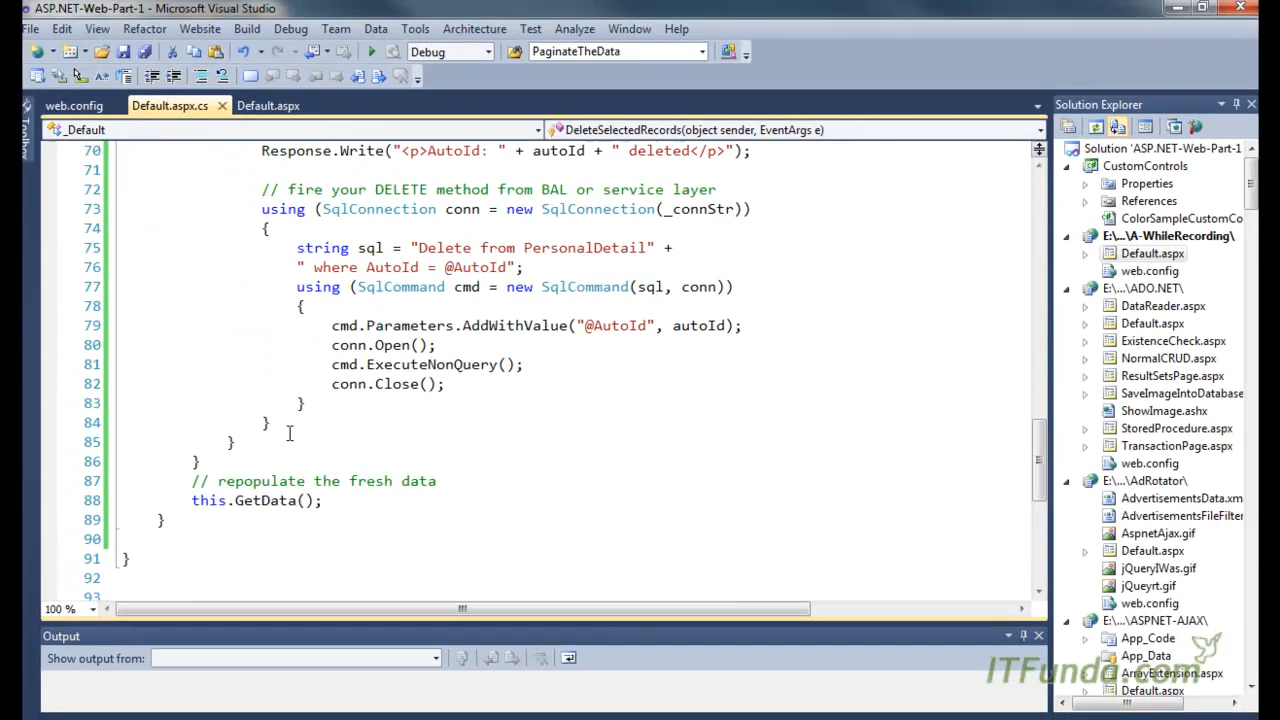 ASP.NET-Web-Part-1 - Microsoft Visual Studio
File Edit View Refactor Website Build Debug Team Data Tools Architecture Test Analyze Window Help
Debug PaginateTheData
web.config Default.aspx.cs Default.aspx
_Default DeleteSelectedRecords(object sender, EventArgs e)
70 Response.Write("<p>AutoId: " + autoId + " deleted</p>");
71
72 // fire your DELETE method from BAL or service layer
73 using (SqlConnection conn = new SqlConnection(_connStr))
74 {
75 string sql = "Delete from PersonalDetail" +
76 " where AutoId = @AutoId";
77 using (SqlCommand cmd = new SqlCommand(sql, conn))
78 {
79 cmd.Parameters.AddWithValue("@AutoId", autoId);
80 conn.Open();
81 cmd.ExecuteNonQuery();
82 conn.Close();
83 }
84 }
85 }
86 }
87 // repopulate the fresh data
88 this.GetData();
89 }
90
91 }
92
93
100 %
Output
Show output from:
Toolbox
Solution Explorer
Solution 'ASP.NET-Web-Part-1
CustomControls
Properties
References
ColorSampleCustomCo
E:\...\A-WhileRecording\
Default.aspx
web.config
E:\...\ADO.NET\
DataReader.aspx
Default.aspx
ExistenceCheck.aspx
NormalCRUD.aspx
ResultSetsPage.aspx
SaveImageIntoDatabase
ShowImage.ashx
StoredProcedure.aspx
TransactionPage.aspx
web.config
E:\...\AdRotator\
AdvertisementsData.xm
AdvertisementsFileFilter
AspnetAjax.gif
Default.aspx
jQueryIWas.gif
jQueyrt.gif
web.config
E:\...\ASPNET-AJAX\
App_Code
App_Data
ArrayExtension.aspx
Default.aspx
ITFunda.com